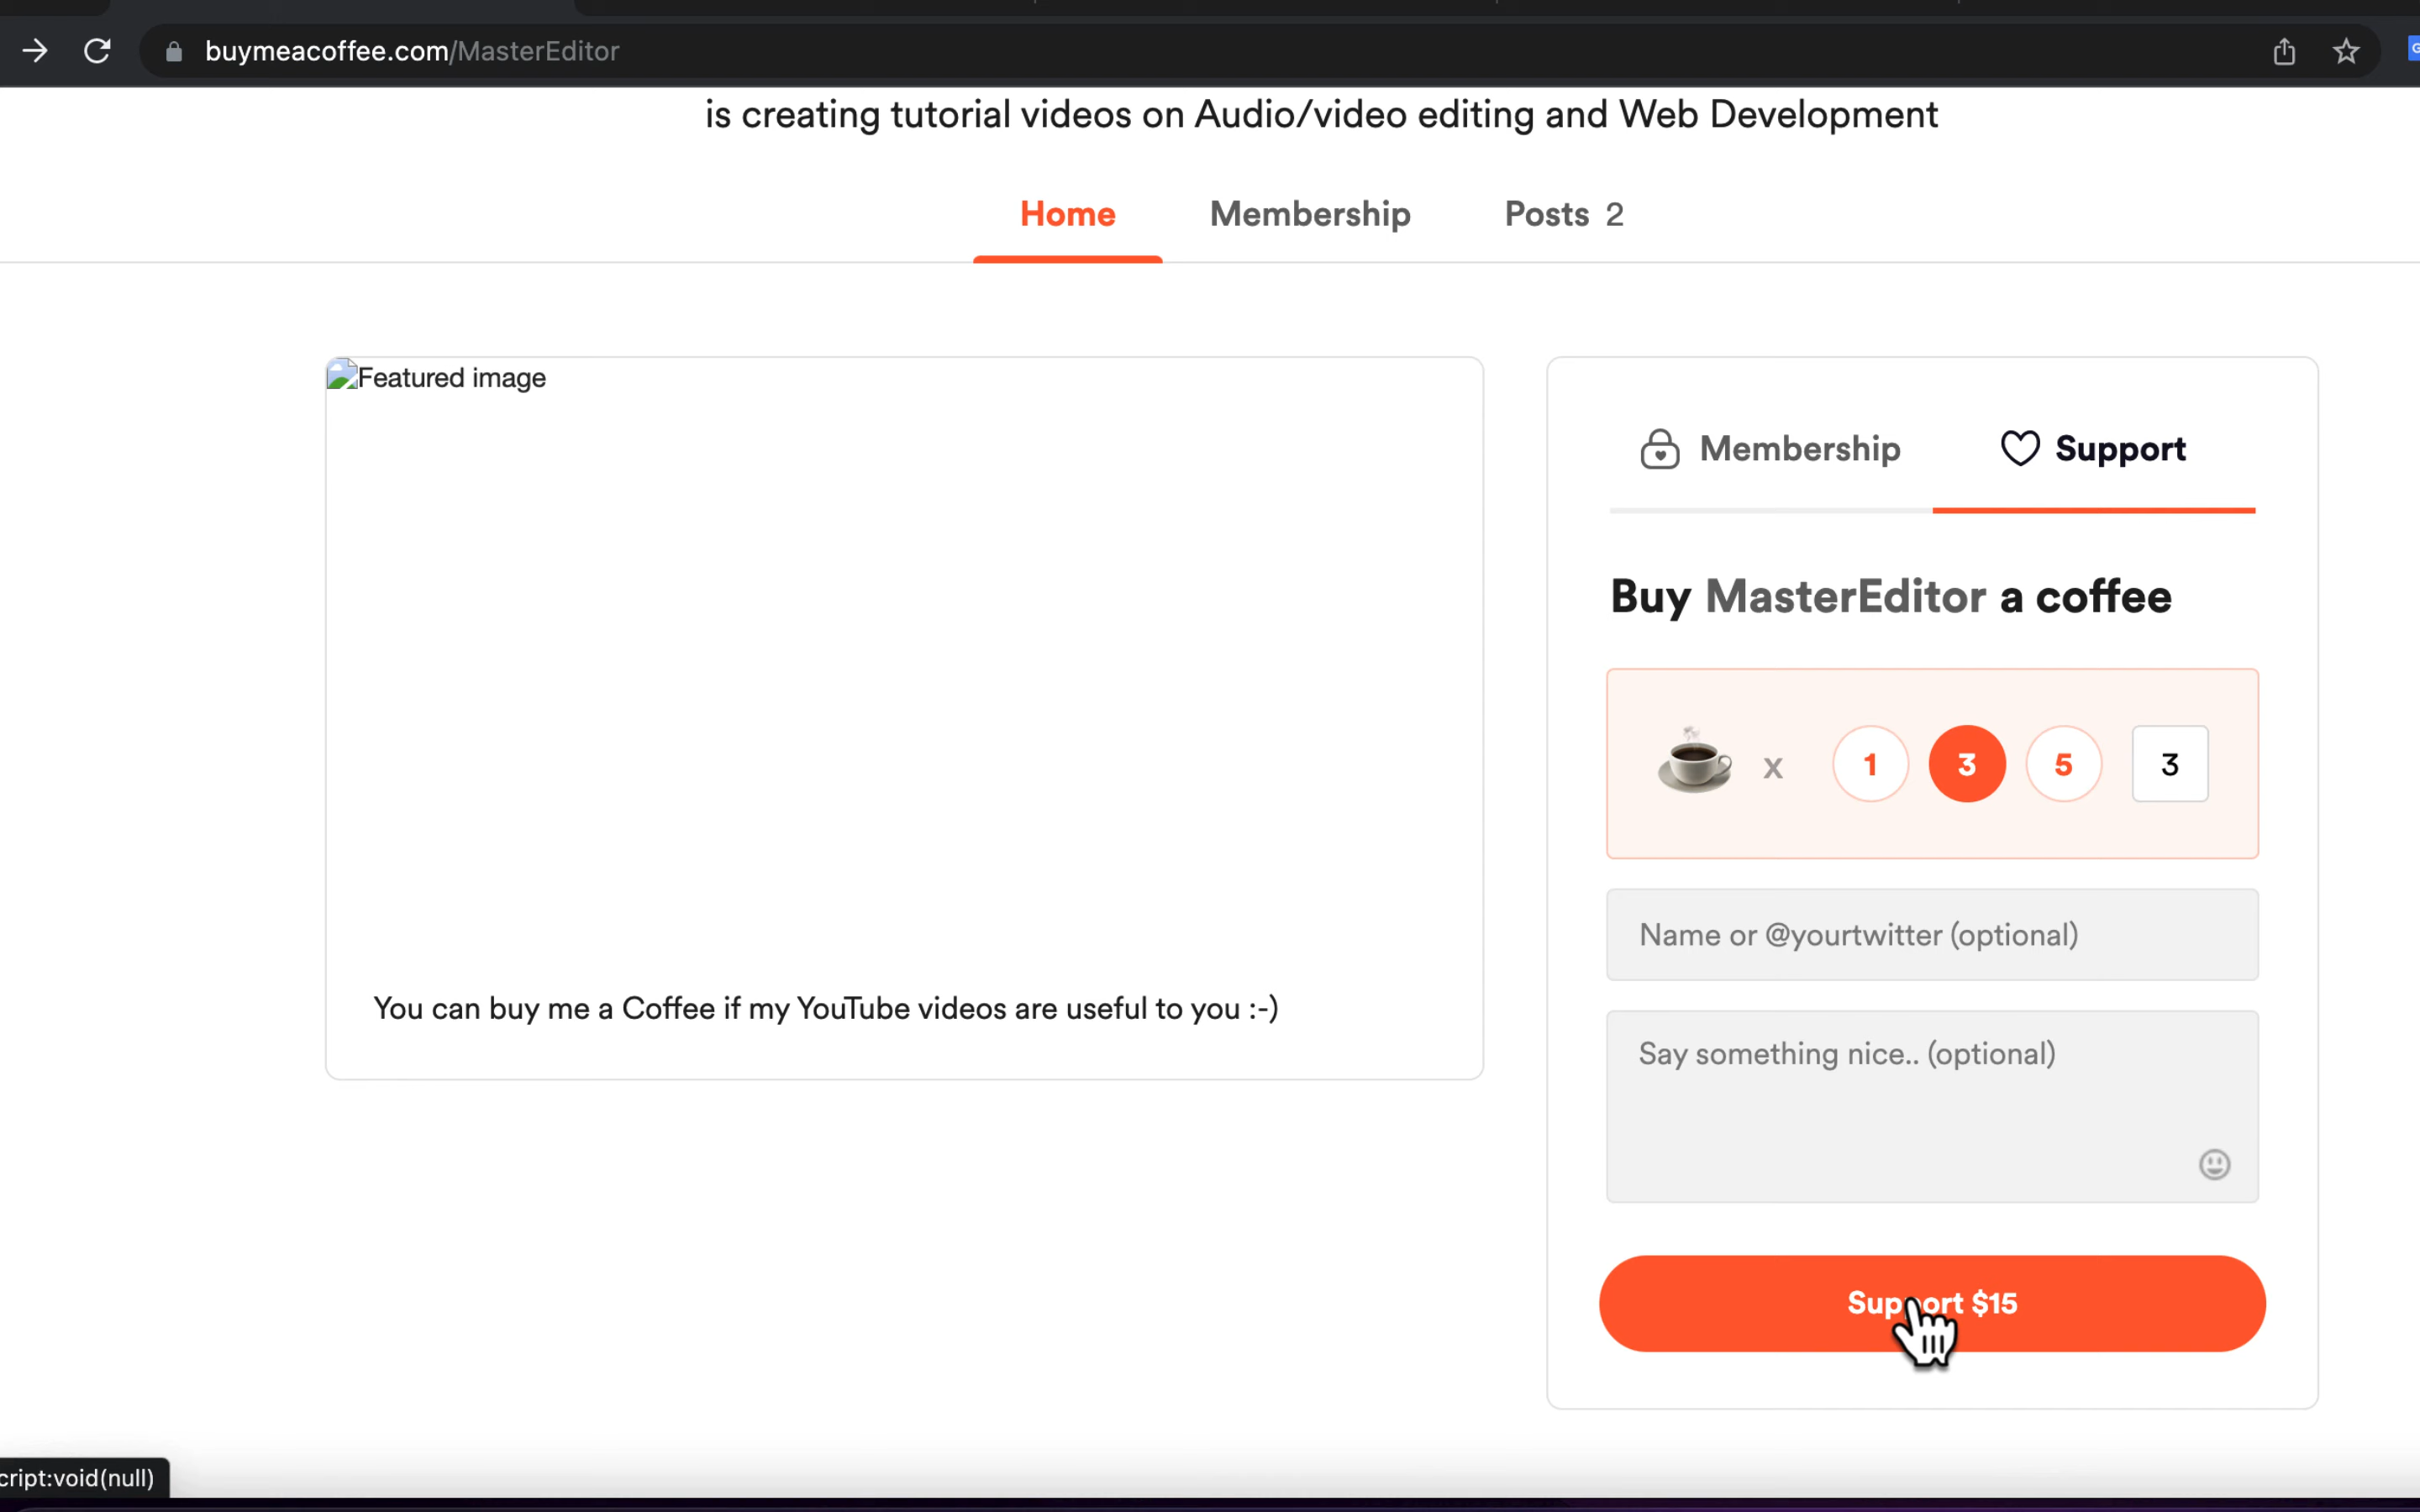 buymeacoffee.com/MasterEditor
is creating tutorial videos on Audio/video editing and Web Development
Home Membership Posts 2
Featured image
You can buy me a Coffee if my YouTube videos are useful to you :-)
Membership Support
Buy MasterEditor a coffee
x 1 3 5 3
Name or @yourtwitter (optional)
Say something nice.. (optional)
Support $15
cript:void(null)